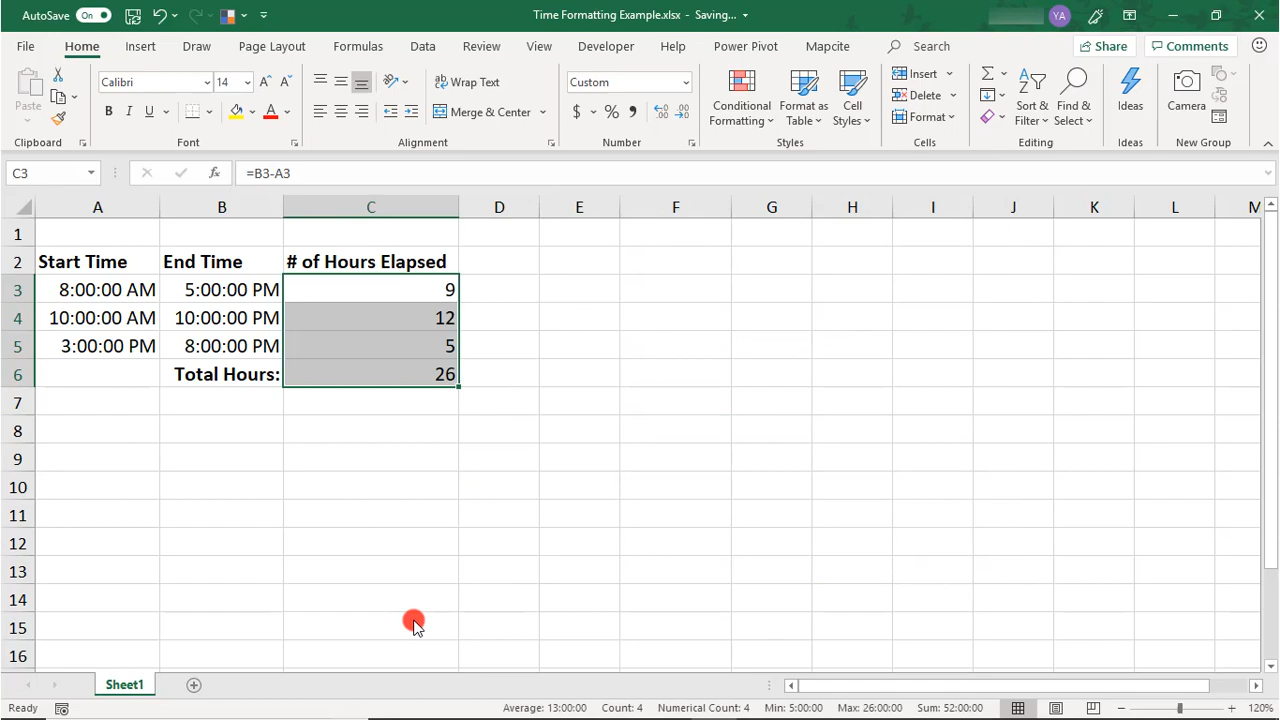 AutoSave On Time Formatting Example.xlsx - Saving... YA
File Home Insert Draw Page Layout Formulas Data Review View Developer Help Power Pivot Mapcite Search Share Comments
Paste
Clipboard
Calibri 14
B I U A
Font
Wrap Text
Merge & Center
Alignment
Custom
$ % ,
Number
Conditional Formatting
Format as Table
Cell Styles
Styles
Insert
Delete
Format
Cells
Sort & Filter
Find & Select
Editing
Ideas
Ideas
Camera
New Group
C3 fx =B3-A3
A B C D E F G H I J K L M
1
2 Start Time End Time # of Hours Elapsed
3 8:00:00 AM 5:00:00 PM 9
4 10:00:00 AM 10:00:00 PM 12
5 3:00:00 PM 8:00:00 PM 5
6 Total Hours: 26
7
8
9
10
11
12
13
14
15
16
Sheet1
Ready Average: 13:00:00 Count: 4 Numerical Count: 4 Min: 5:00:00 Max: 26:00:00 Sum: 52:00:00 120%